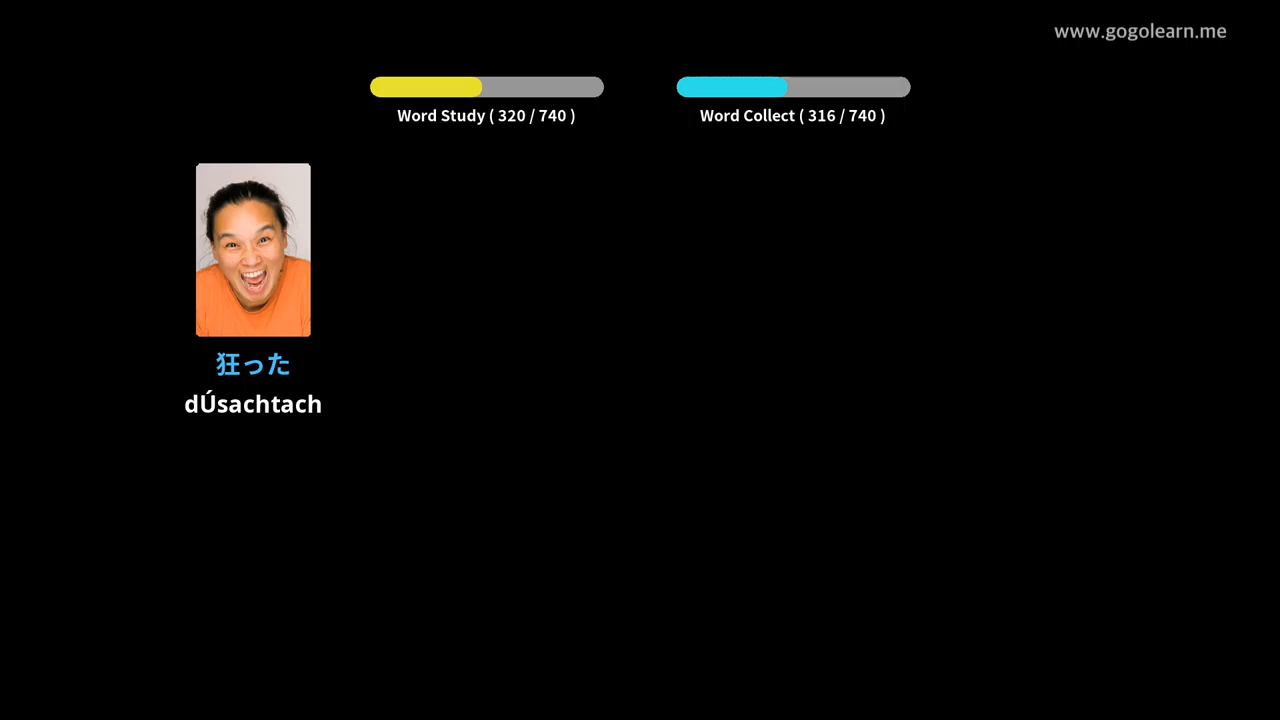 www.gogolearn.me
Word Study ( 320 / 740 )
Word Collect ( 316 / 740 )
狂った
dÚsachtach